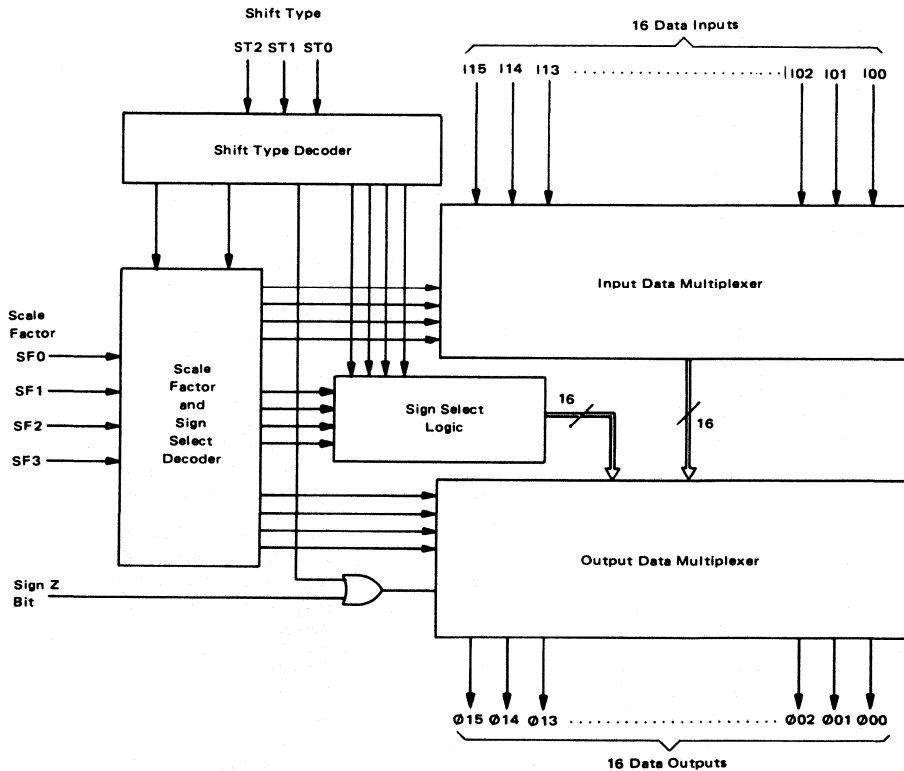 Shift Type
ST2 ST1 ST0
Shift Type Decoder
16 Data Inputs
I15 I14 I13 ........................ I02 I01 I00
Input Data Multiplexer
Scale
Factor
SF0
SF1
SF2
SF3
Scale
Factor
and
Sign
Select
Decoder
Sign Select
Logic
16
16
Output Data Multiplexer
Sign Z
Bit
Ø15 Ø14 Ø13 ........................ Ø02 Ø01 Ø00
16 Data Outputs